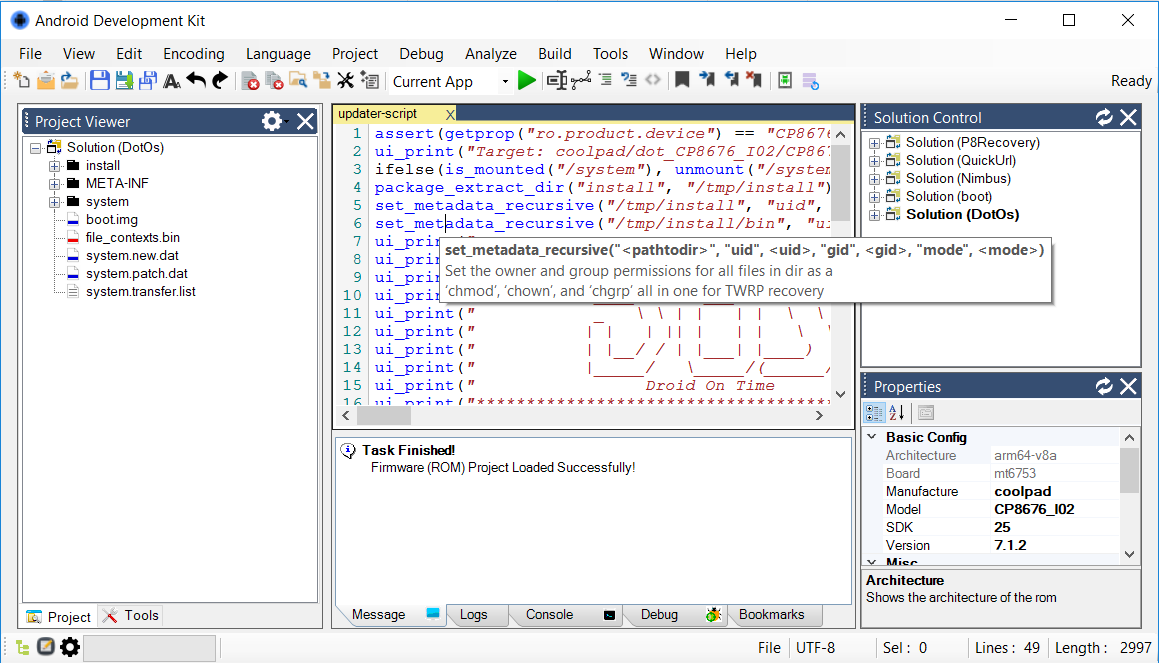 Android Development Kit
File View Edit Encoding Language Project Debug Analyze Build Tools Window Help
Current App
Ready
Project Viewer
Solution (DotOs)
install
META-INF
system
boot.img
file_contexts.bin
system.new.dat
system.patch.dat
system.transfer.list
Project Tools
updater-script X
1 assert(getprop("ro.product.device") == "CP8676
2 ui_print("Target: coolpad/dot_CP8676_I02/CP867
3 ifelse(is_mounted("/system"), unmount("/system
4 package_extract_dir("install", "/tmp/install")
5 set_metadata_recursive("/tmp/install", "uid",
6 set_metadata_recursive("/tmp/install/bin", "ui
7 ui_prin
8 ui_prin
9 ui_prin
10 ui_prin
11 ui_print(" _ \ \ | | | | \ \
12 ui_print(" | | | || | | | \ \
13 ui_print(" | |__/ / | |___| |____)
14 ui_print(" |_____/ \_____/(______/
15 ui_print(" Droid On Time
16 ui_print("************************************
set_metadata_recursive("<pathtodir>", "uid", <uid>, "gid", <gid>, "mode", <mode>)
Set the owner and group permissions for all files in dir as a
'chmod', 'chown', and 'chgrp' all in one for TWRP recovery
Task Finished!
Firmware (ROM) Project Loaded Successfully!
Message Logs Console Debug Bookmarks
Solution Control
Solution (P8Recovery)
Solution (QuickUrl)
Solution (Nimbus)
Solution (boot)
Solution (DotOs)
Properties
Basic Config
Architecture arm64-v8a
Board mt6753
Manufacture coolpad
Model CP8676_I02
SDK 25
Version 7.1.2
Misc
Architecture
Shows the architecture of the rom
File UTF-8 Sel : 0 Lines : 49 Length : 2997